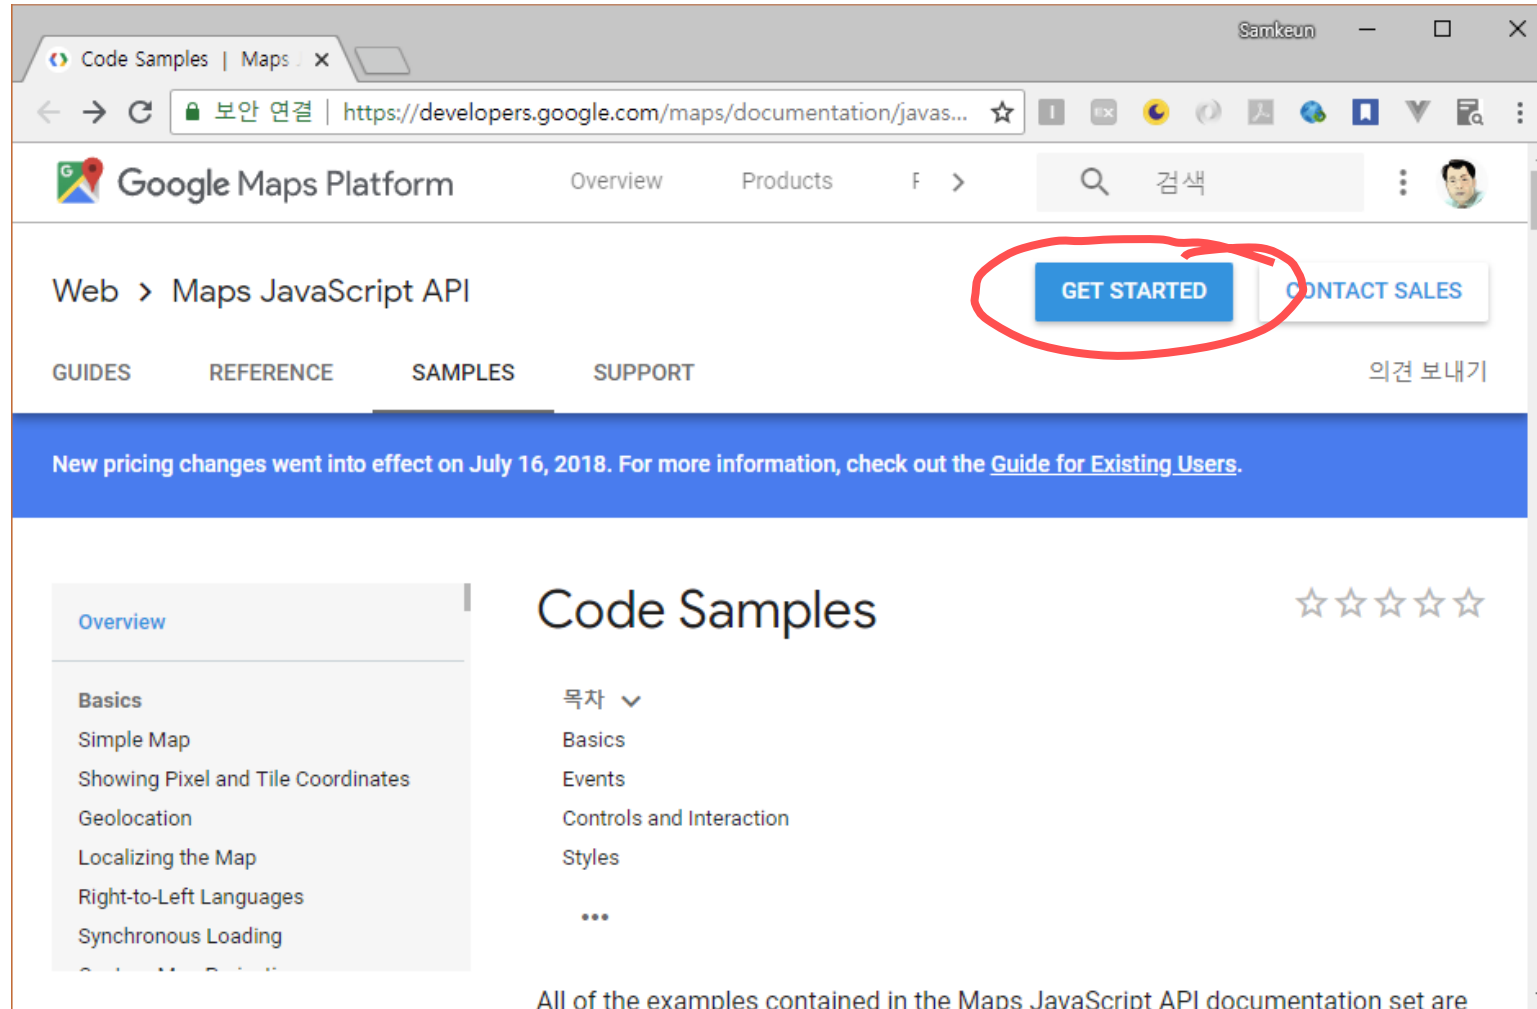 Samkeun
Code Samples | Maps J
보안 연결 | https://developers.google.com/maps/documentation/javas...
Google Maps Platform Overview Products F 검색
Web > Maps JavaScript API GET STARTED CONTACT SALES
GUIDES REFERENCE SAMPLES SUPPORT 의견 보내기
New pricing changes went into effect on July 16, 2018. For more information, check out the Guide for Existing Users.
Overview
Basics
Simple Map
Showing Pixel and Tile Coordinates
Geolocation
Localizing the Map
Right-to-Left Languages
Synchronous Loading
Code Samples
목차
Basics
Events
Controls and Interaction
Styles
•••
All of the examples contained in the Maps JavaScript API documentation set are